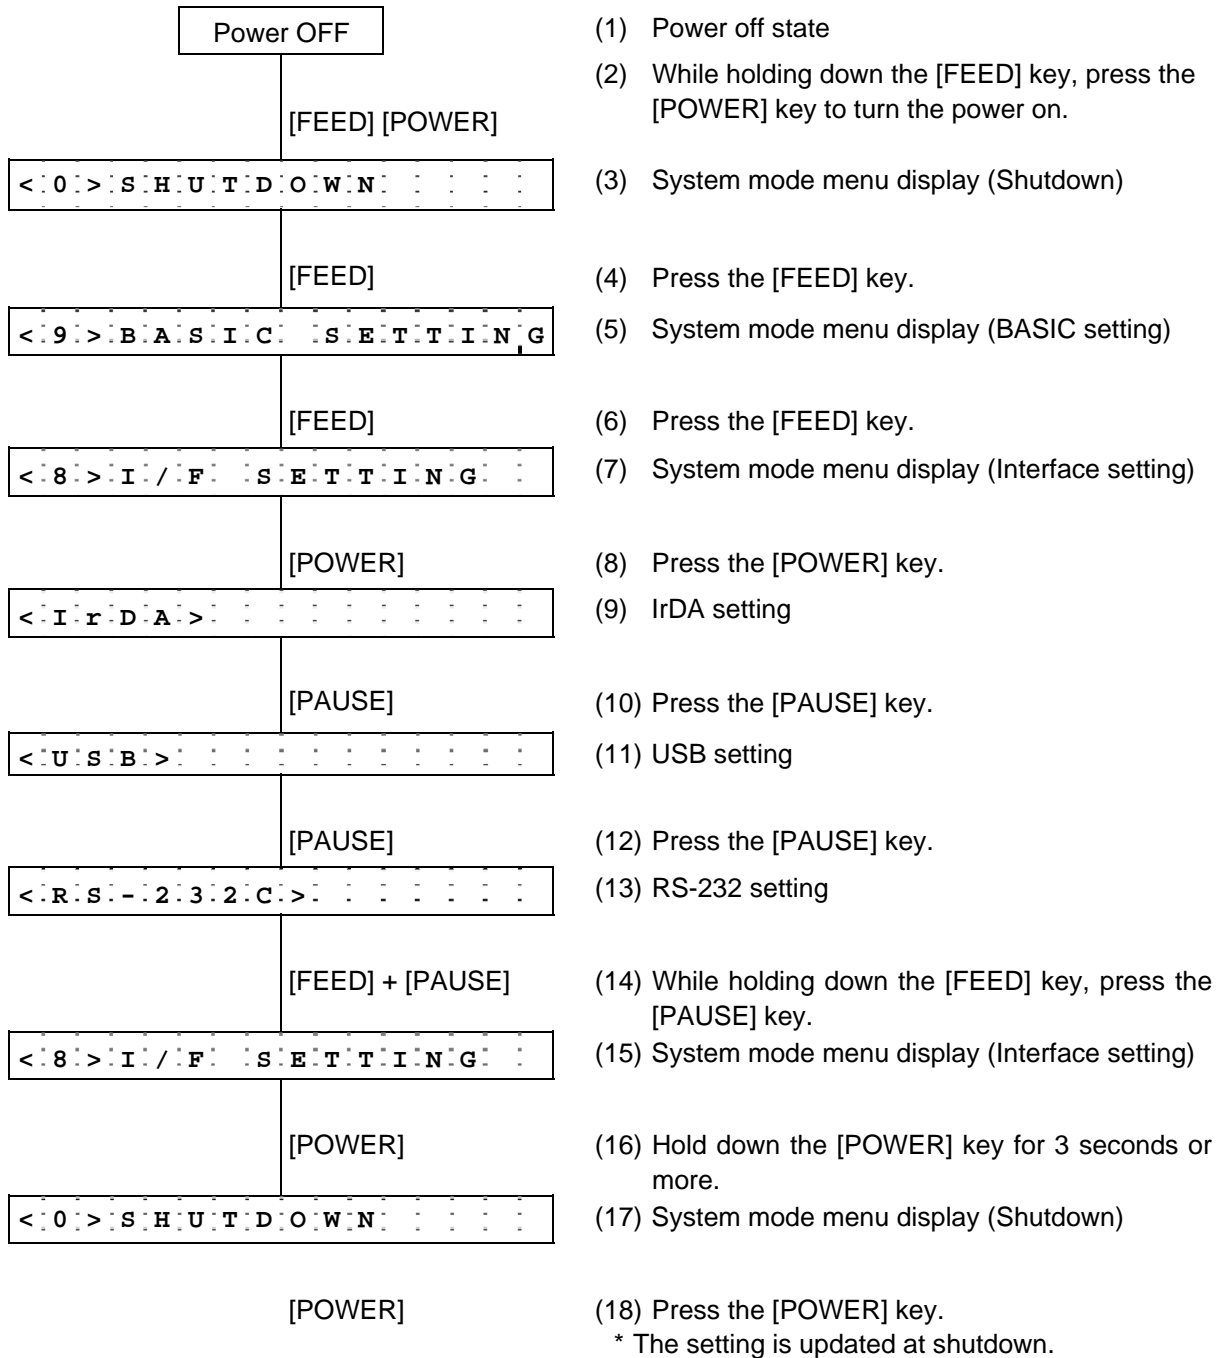 Power OFF
(1) Power off state
(2) While holding down the [FEED] key, press the
[POWER] key to turn the power on.
[FEED] [POWER]
<0>SHUTDOWN
(3) System mode menu display (Shutdown)
[FEED]
(4) Press the [FEED] key.
<9>BASIC SETTING
(5) System mode menu display (BASIC setting)
[FEED]
(6) Press the [FEED] key.
<8>I/F SETTING
(7) System mode menu display (Interface setting)
[POWER]
(8) Press the [POWER] key.
<IrDA>
(9) IrDA setting
[PAUSE]
(10) Press the [PAUSE] key.
<USB>
(11) USB setting
[PAUSE]
(12) Press the [PAUSE] key.
<RS-232C>
(13) RS-232 setting
[FEED] + [PAUSE]
(14) While holding down the [FEED] key, press the
[PAUSE] key.
<8>I/F SETTING
(15) System mode menu display (Interface setting)
[POWER]
(16) Hold down the [POWER] key for 3 seconds or
more.
<0>SHUTDOWN
(17) System mode menu display (Shutdown)
[POWER]
(18) Press the [POWER] key.
* The setting is updated at shutdown.